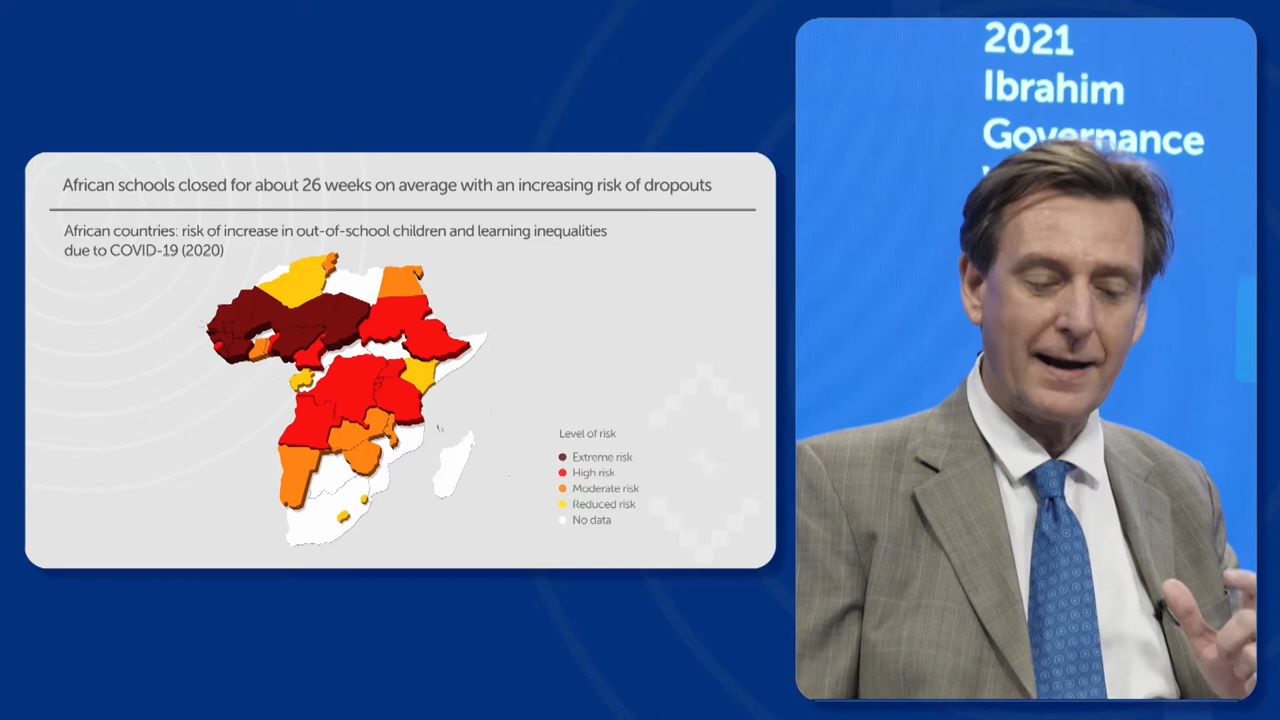 African schools closed for about 26 weeks on average with an increasing risk of dropouts
African countries: risk of increase in out-of-school children and learning inequalities
due to COVID-19 (2020)
Level of risk
Extreme risk
High risk
Moderate risk
Reduced risk
No data
2021
Ibrahim
Governance